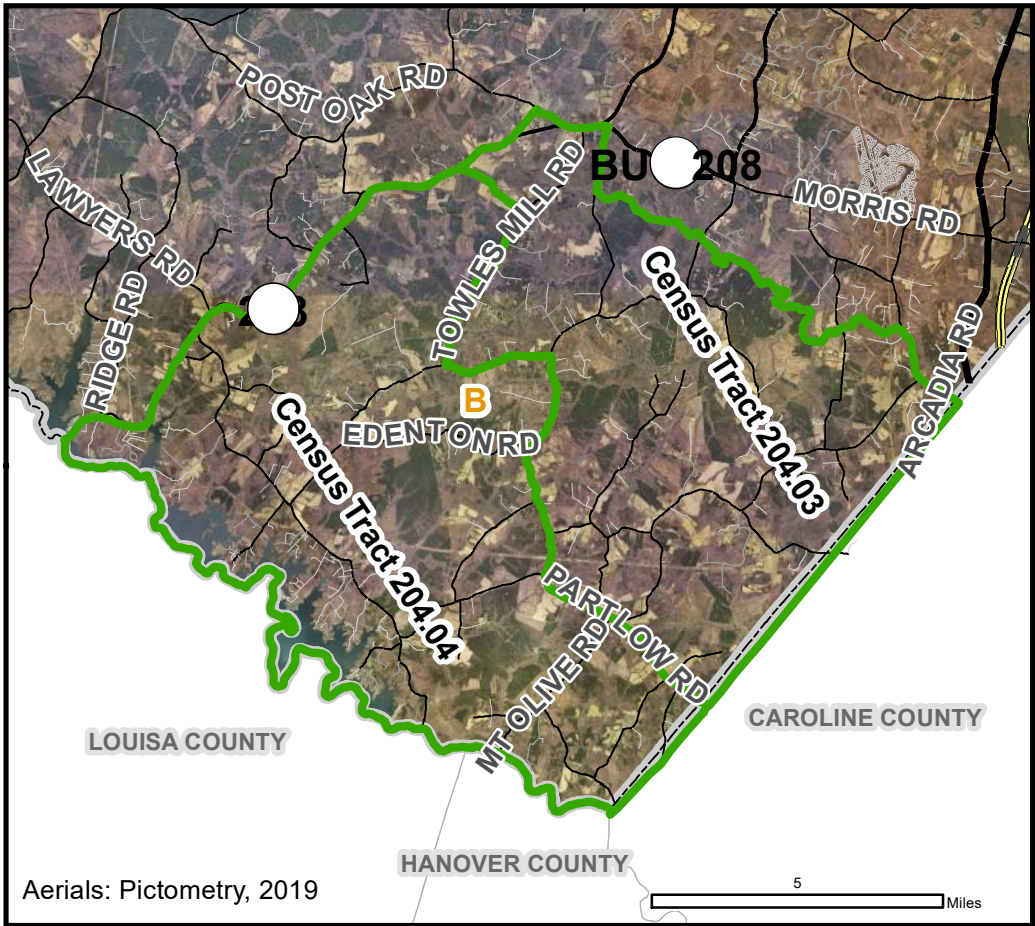 POST OAK RD
BU 208
LAWYERS RD
TOWLES MILL RD
MORRIS RD
RIDGE RD
Census Tract 204.03
ARCADIA RD
B
EDENTON RD
Census Tract 204.04
PARTLOW RD
MT OLIVE RD
LOUISA COUNTY
CAROLINE COUNTY
HANOVER COUNTY
Aerials: Pictometry, 2019
5
Miles